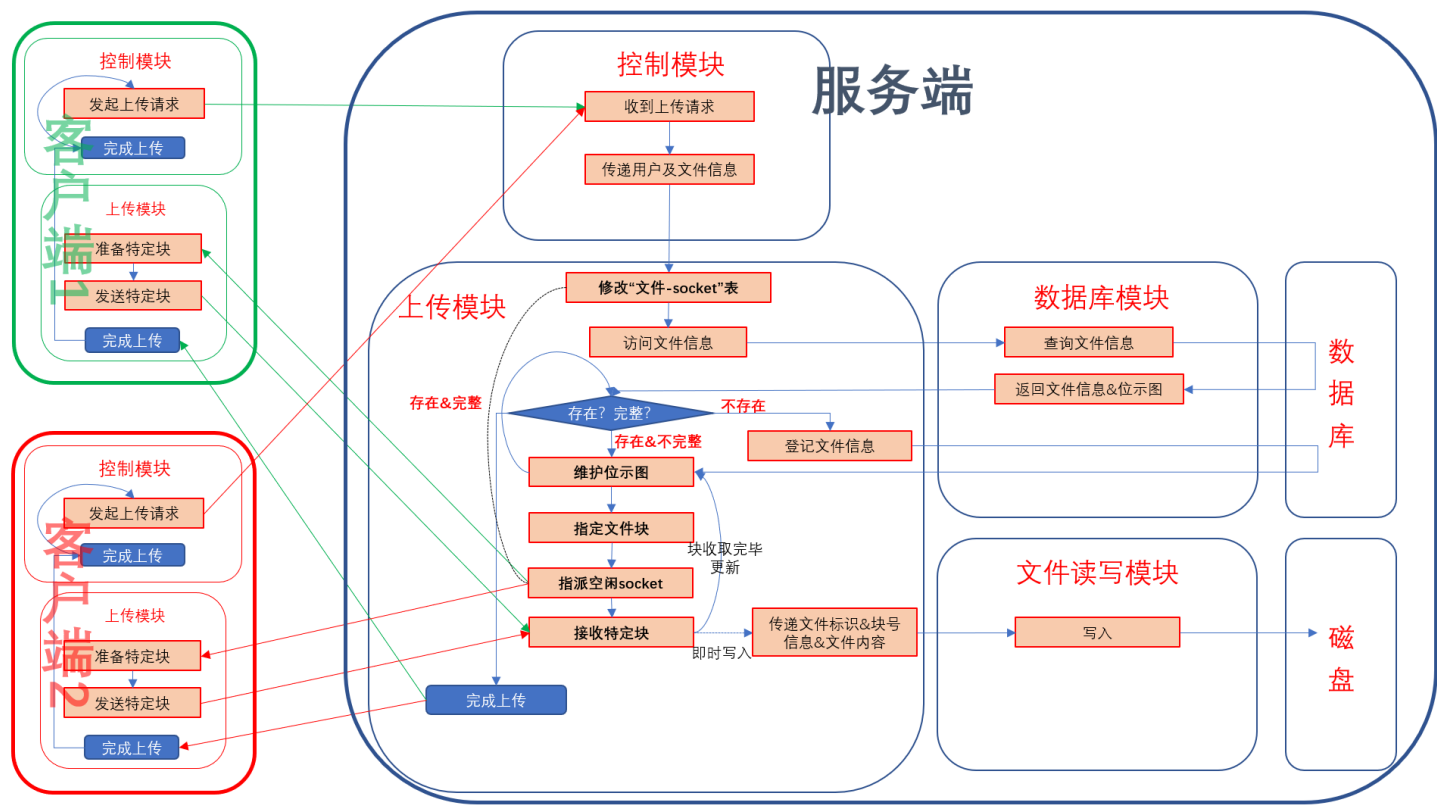 客户端1
控制模块
发起上传请求
完成上传
上传模块
准备特定块
发送特定块
完成上传
客户端2
控制模块
发起上传请求
完成上传
上传模块
准备特定块
发送特定块
完成上传
服务端
控制模块
收到上传请求
传递用户及文件信息
上传模块
修改“文件-socket”表
访问文件信息
存在？完整？
存在&完整
不存在
存在&不完整
登记文件信息
维护位示图
指定文件块
块收取完毕
更新
指派空闲socket
接收特定块
即时写入
传递文件标识&块号
信息&文件内容
完成上传
数据库模块
查询文件信息
返回文件信息&位示图
数
据
库
文件读写模块
写入
磁
盘